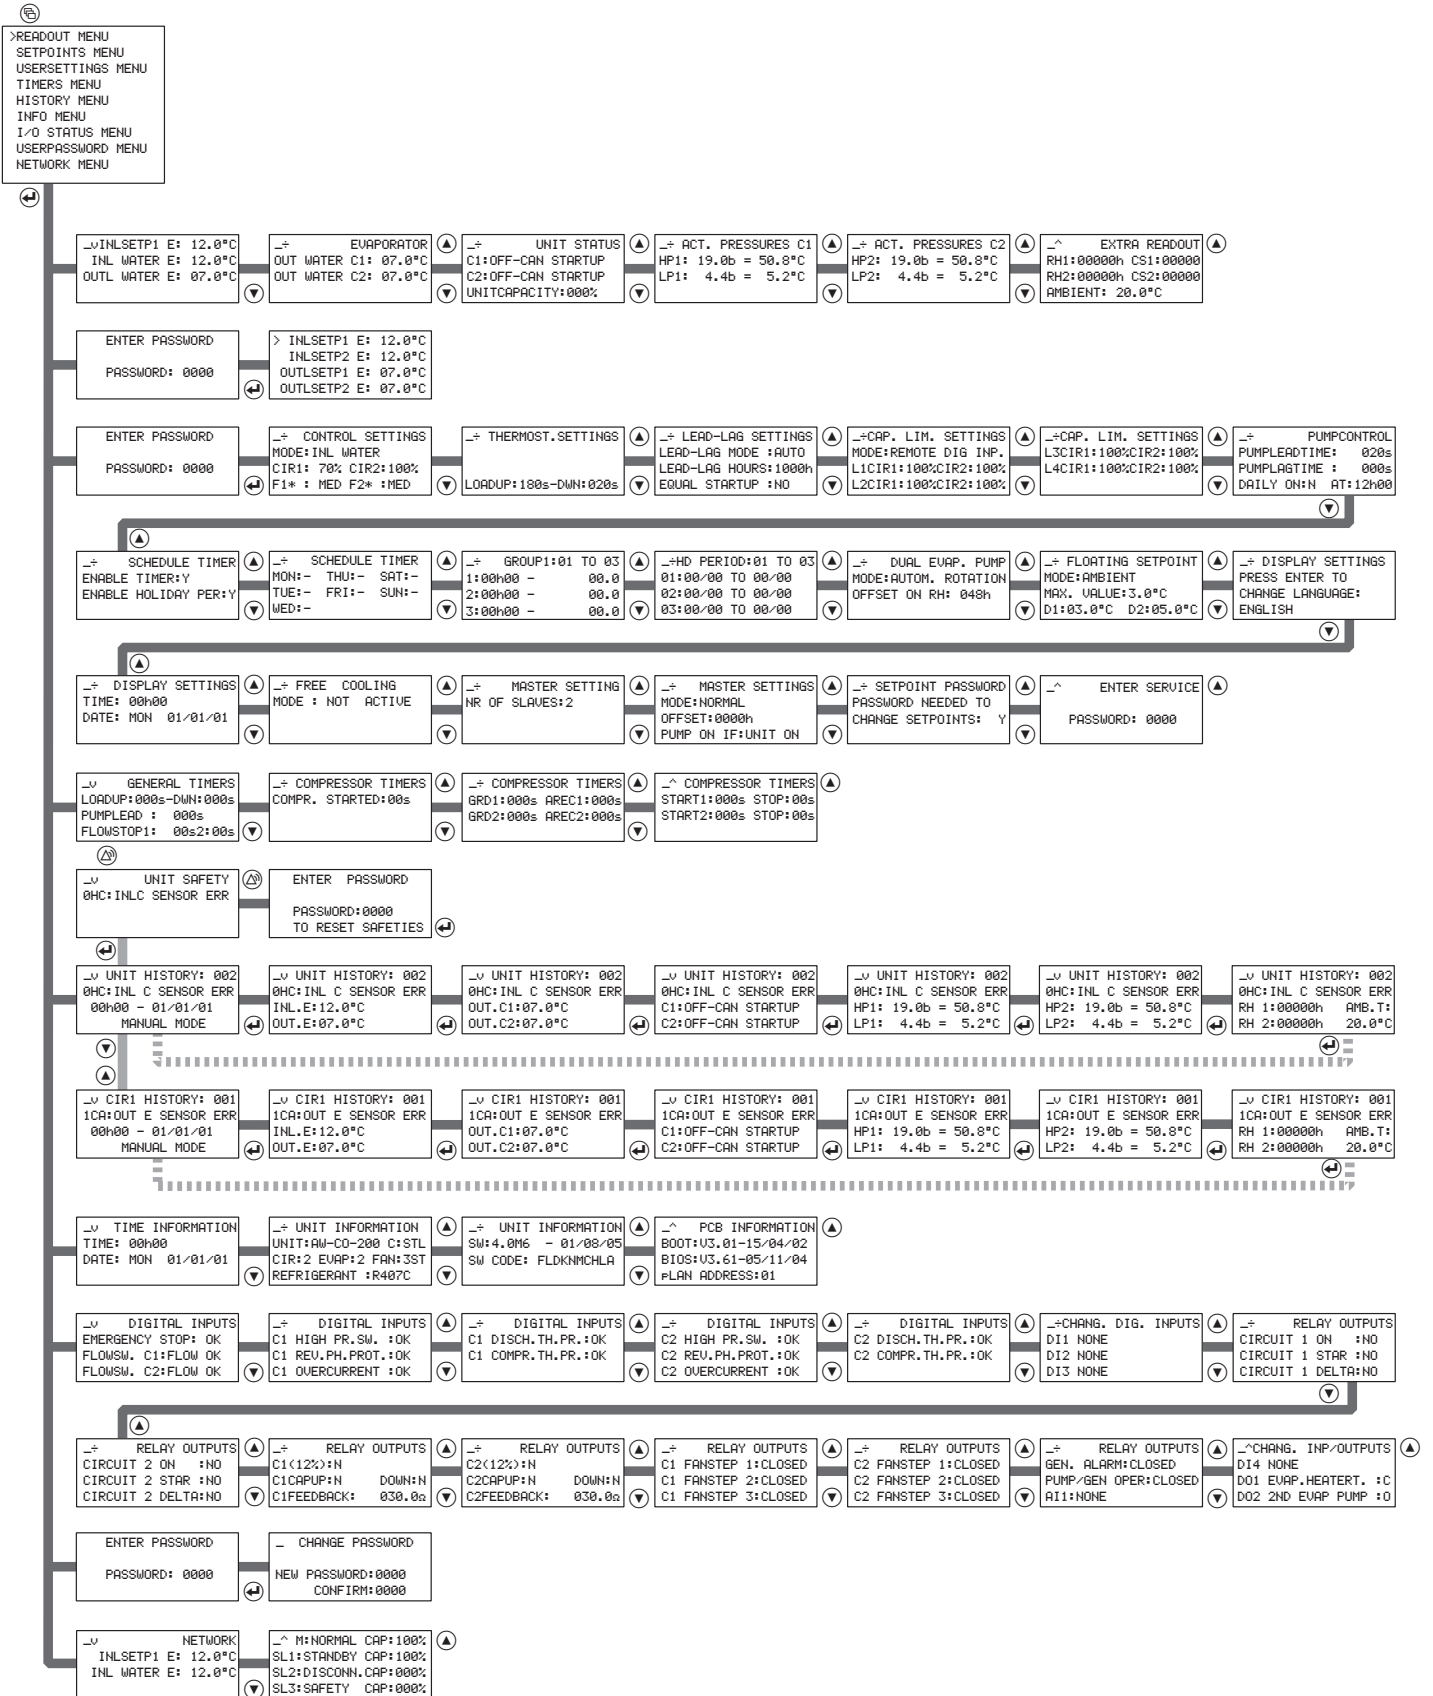 >READOUT MENU
SETPOINTS MENU
USERSETTINGS MENU
TIMERS MENU
HISTORY MENU
INFO MENU
I/O STATUS MENU
USERPASSWORD MENU
NETWORK MENU
_vINLSETP1 E: 12.0°C
INL WATER E: 12.0°C
OUTL WATER E: 07.0°C
_÷ EVAPORATOR
OUT WATER C1: 07.0°C
OUT WATER C2: 07.0°C
_÷ UNIT STATUS
C1:OFF-CAN STARTUP
C2:OFF-CAN STARTUP
UNITCAPACITY:000%
_÷ ACT. PRESSURES C1
HP1: 19.0b = 50.8°C
LP1: 4.4b = 5.2°C
_÷ ACT. PRESSURES C2
HP2: 19.0b = 50.8°C
LP2: 4.4b = 5.2°C
_^ EXTRA READOUT
RH1:00000h CS1:00000
RH2:00000h CS2:00000
AMBIENT: 20.0°C
ENTER PASSWORD
PASSWORD: 0000
> INLSETP1 E: 12.0°C
INLSETP2 E: 12.0°C
OUTLSETP1 E: 07.0°C
OUTLSETP2 E: 07.0°C
ENTER PASSWORD
PASSWORD: 0000
_÷ CONTROL SETTINGS
MODE:INL WATER
CIR1: 70% CIR2:100%
F1* : MED F2* :MED
_÷ THERMOST.SETTINGS
LOADUP:180s-DWN:020s
_÷ LEAD-LAG SETTINGS
LEAD-LAG MODE :AUTO
LEAD-LAG HOURS:1000h
EQUAL STARTUP :NO
_÷CAP. LIM. SETTINGS
MODE:REMOTE DIG INP.
L1CIR1:100%CIR2:100%
L2CIR1:100%CIR2:100%
_÷CAP. LIM. SETTINGS
L3CIR1:100%CIR2:100%
L4CIR1:100%CIR2:100%
_÷ PUMPCONTROL
PUMPLEADTIME: 020s
PUMPLAGTIME : 000s
DAILY ON:N AT:12h00
_÷ SCHEDULE TIMER
ENABLE TIMER:Y
ENABLE HOLIDAY PER:Y
_÷ SCHEDULE TIMER
MON:- THU:- SAT:-
TUE:- FRI:- SUN:-
WED:-
_÷ GROUP1:01 TO 03
1:00h00 - 00.0
2:00h00 - 00.0
3:00h00 - 00.0
_÷HD PERIOD:01 TO 03
01:00/00 TO 00/00
02:00/00 TO 00/00
03:00/00 TO 00/00
_÷ DUAL EVAP. PUMP
MODE:AUTOM. ROTATION
OFFSET ON RH: 048h
_÷ FLOATING SETPOINT
MODE:AMBIENT
MAX. VALUE:3.0°C
D1:03.0°C D2:05.0°C
_÷ DISPLAY SETTINGS
PRESS ENTER TO
CHANGE LANGUAGE:
ENGLISH
_÷ DISPLAY SETTINGS
TIME: 00h00
DATE: MON 01/01/01
_÷ FREE COOLING
MODE : NOT ACTIVE
_÷ MASTER SETTING
NR OF SLAVES:2
_÷ MASTER SETTINGS
MODE:NORMAL
OFFSET:0000h
PUMP ON IF:UNIT ON
_÷ SETPOINT PASSWORD
PASSWORD NEEDED TO
CHANGE SETPOINTS: Y
_^ ENTER SERVICE
PASSWORD: 0000
_v GENERAL TIMERS
LOADUP:000s-DWN:000s
PUMPLEAD : 000s
FLOWSTOP1: 00s2:00s
_÷ COMPRESSOR TIMERS
COMPR. STARTED:00s
_÷ COMPRESSOR TIMERS
GRD1:000s AREC1:000s
GRD2:000s AREC2:000s
_^ COMPRESSOR TIMERS
START1:000s STOP:00s
START2:000s STOP:00s
_v UNIT SAFETY
0HC:INLC SENSOR ERR
ENTER PASSWORD
PASSWORD:0000
TO RESET SAFETIES
_v UNIT HISTORY: 002
0HC:INL C SENSOR ERR
00h00 - 01/01/01
MANUAL MODE
_v UNIT HISTORY: 002
0HC:INL C SENSOR ERR
INL.E:12.0°C
OUT.E:07.0°C
_v UNIT HISTORY: 002
0HC:INL C SENSOR ERR
OUT.C1:07.0°C
OUT.C2:07.0°C
_v UNIT HISTORY: 002
0HC:INL C SENSOR ERR
C1:OFF-CAN STARTUP
C2:OFF-CAN STARTUP
_v UNIT HISTORY: 002
0HC:INL C SENSOR ERR
HP1: 19.0b = 50.8°C
LP1: 4.4b = 5.2°C
_v UNIT HISTORY: 002
0HC:INL C SENSOR ERR
HP2: 19.0b = 50.8°C
LP2: 4.4b = 5.2°C
_v UNIT HISTORY: 002
0HC:INL C SENSOR ERR
RH 1:00000h AMB.T:
RH 2:00000h 20.0°C
_v CIR1 HISTORY: 001
1CA:OUT E SENSOR ERR
00h00 - 01/01/01
MANUAL MODE
_v CIR1 HISTORY: 001
1CA:OUT E SENSOR ERR
INL.E:12.0°C
OUT.E:07.0°C
_v CIR1 HISTORY: 001
1CA:OUT E SENSOR ERR
OUT.C1:07.0°C
OUT.C2:07.0°C
_v CIR1 HISTORY: 001
1CA:OUT E SENSOR ERR
C1:OFF-CAN STARTUP
C2:OFF-CAN STARTUP
_v CIR1 HISTORY: 001
1CA:OUT E SENSOR ERR
HP1: 19.0b = 50.8°C
LP1: 4.4b = 5.2°C
_v CIR1 HISTORY: 001
1CA:OUT E SENSOR ERR
HP2: 19.0b = 50.8°C
LP2: 4.4b = 5.2°C
_v CIR1 HISTORY: 001
1CA:OUT E SENSOR ERR
RH 1:00000h AMB.T:
RH 2:00000h 20.0°C
_v TIME INFORMATION
TIME: 00h00
DATE: MON 01/01/01
_÷ UNIT INFORMATION
UNIT:AW-CO-200 C:STL
CIR:2 EVAP:2 FAN:3ST
REFRIGERANT :R407C
_÷ UNIT INFORMATION
SW:4.0M6 - 01/08/05
SW CODE: FLDKNMCHLA
_^ PCB INFORMATION
BOOT:V3.01-15/04/02
BIOS:V3.61-05/11/04
pLAN ADDRESS:01
_v DIGITAL INPUTS
EMERGENCY STOP: OK
FLOWSW. C1:FLOW OK
FLOWSW. C2:FLOW OK
_÷ DIGITAL INPUTS
C1 HIGH PR.SW. :OK
C1 REV.PH.PROT.:OK
C1 OVERCURRENT :OK
_÷ DIGITAL INPUTS
C1 DISCH.TH.PR.:OK
C1 COMPR.TH.PR.:OK
_÷ DIGITAL INPUTS
C2 HIGH PR.SW. :OK
C2 REV.PH.PROT.:OK
C2 OVERCURRENT :OK
_÷ DIGITAL INPUTS
C2 DISCH.TH.PR.:OK
C2 COMPR.TH.PR.:OK
_÷CHANG. DIG. INPUTS
DI1 NONE
DI2 NONE
DI3 NONE
_÷ RELAY OUTPUTS
CIRCUIT 1 ON :NO
CIRCUIT 1 STAR :NO
CIRCUIT 1 DELTA:NO
_÷ RELAY OUTPUTS
CIRCUIT 2 ON :NO
CIRCUIT 2 STAR :NO
CIRCUIT 2 DELTA:NO
_÷ RELAY OUTPUTS
C1(12%):N
C1CAPUP:N DOWN:N
C1FEEDBACK: 030.0Ω
_÷ RELAY OUTPUTS
C2(12%):N
C2CAPUP:N DOWN:N
C2FEEDBACK: 030.0Ω
_÷ RELAY OUTPUTS
C1 FANSTEP 1:CLOSED
C1 FANSTEP 2:CLOSED
C1 FANSTEP 3:CLOSED
_÷ RELAY OUTPUTS
C2 FANSTEP 1:CLOSED
C2 FANSTEP 2:CLOSED
C2 FANSTEP 3:CLOSED
_÷ RELAY OUTPUTS
GEN. ALARM:CLOSED
PUMP/GEN OPER:CLOSED
AI1:NONE
_^CHANG. INP/OUTPUTS
DI4 NONE
DO1 EVAP.HEATERT. :C
DO2 2ND EVAP PUMP :O
ENTER PASSWORD
PASSWORD: 0000
_ CHANGE PASSWORD
NEW PASSWORD:0000
CONFIRM:0000
_v NETWORK
INLSETP1 E: 12.0°C
INL WATER E: 12.0°C
_^ M:NORMAL CAP:100%
SL1:STANDBY CAP:100%
SL2:DISCONN.CAP:000%
SL3:SAFETY CAP:000%